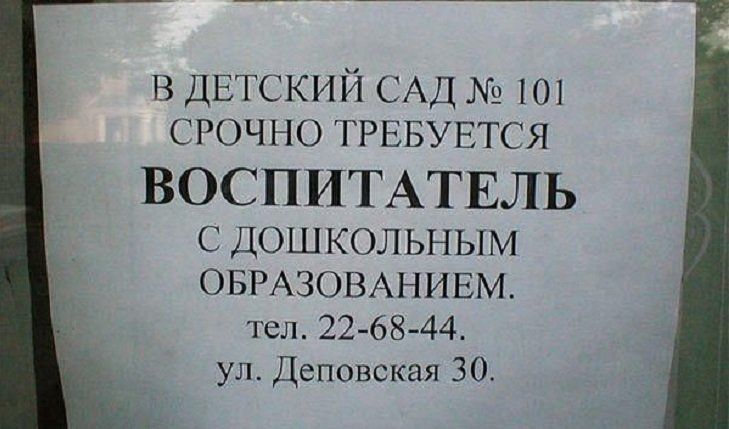 В ДЕТСКИЙ САД № 101
СРОЧНО ТРЕБУЕТСЯ
ВОСПИТАТЕЛЬ
С ДОШКОЛЬНЫМ
ОБРАЗОВАНИЕМ.
тел. 22-68-44.
ул. Деповская 30.